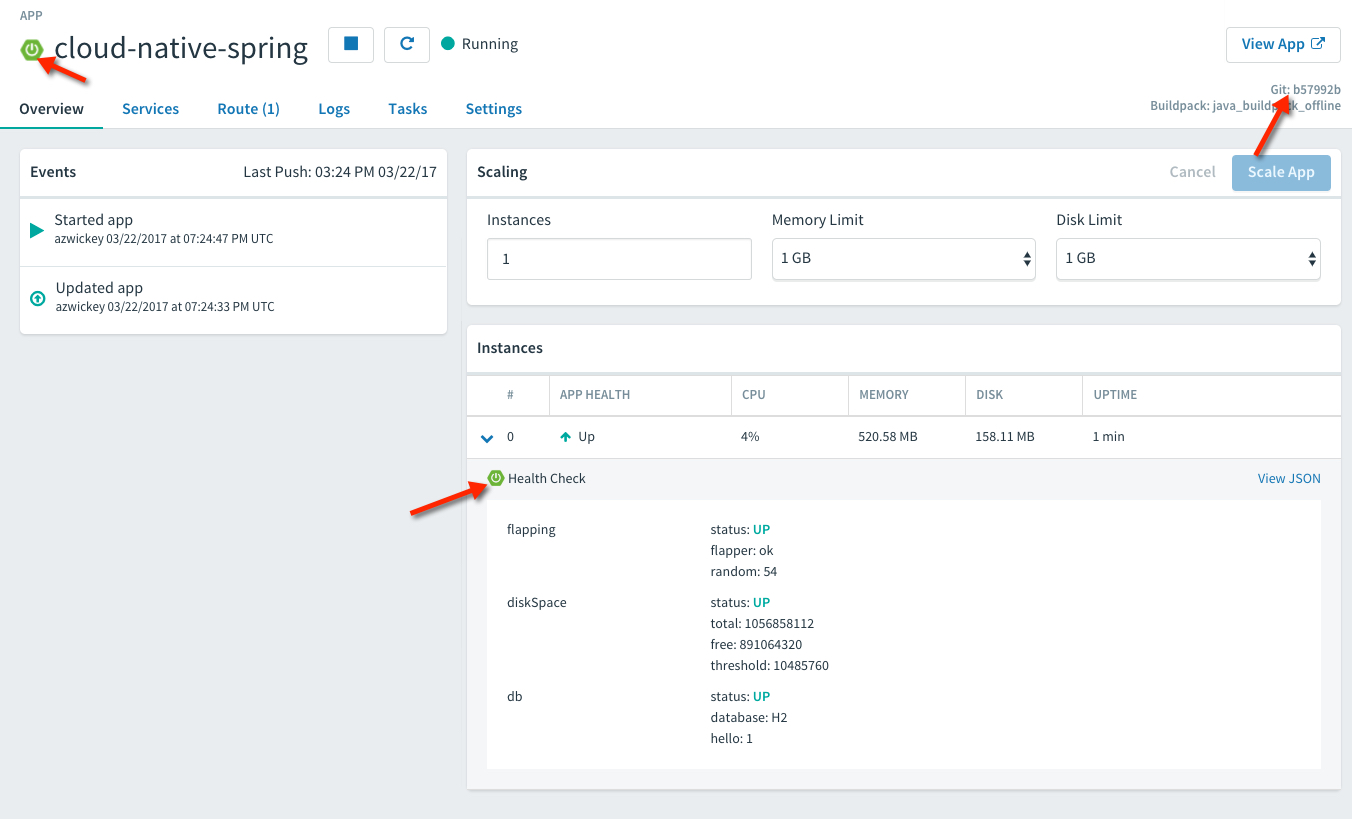 APP
cloud-native-spring
Running
View App
Git: b57992b
Buildpack: java_buildpack_offline
Overview Services Route (1) Logs Tasks Settings
Events Last Push: 03:24 PM 03/22/17
Started app
azwickey 03/22/2017 at 07:24:47 PM UTC
Updated app
azwickey 03/22/2017 at 07:24:33 PM UTC
Scaling Cancel Scale App
Instances Memory Limit Disk Limit
1 1 GB 1 GB
Instances
# APP HEALTH CPU MEMORY DISK UPTIME
0 Up 4% 520.58 MB 158.11 MB 1 min
Health Check View JSON
flapping status: UP
flapper: ok
random: 54
diskSpace status: UP
total: 1056858112
free: 891064320
threshold: 10485760
db status: UP
database: H2
hello: 1